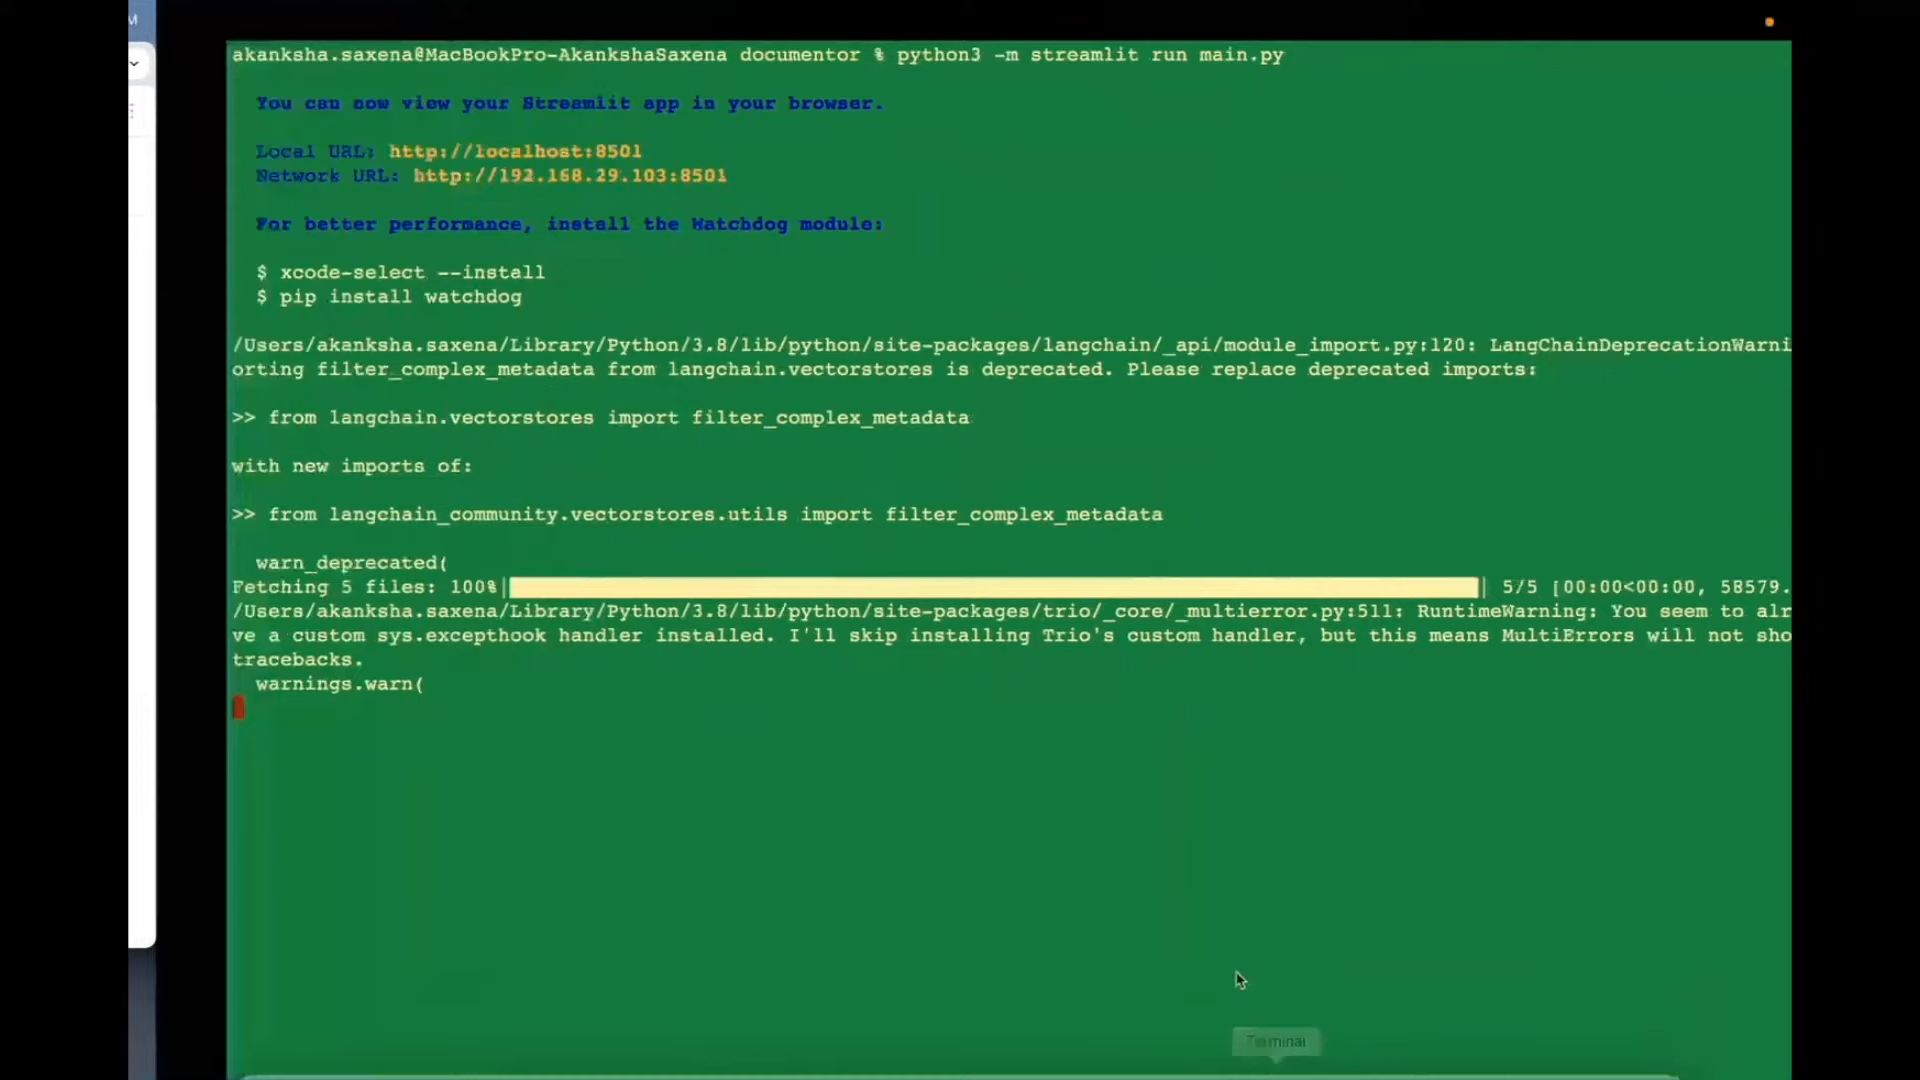 M
akanksha.saxena@MacBookPro-AkankshaSaxena documentor % python3 -m streamlit run main.py
You can now view your Streamlit app in your browser.
Local URL: http://localhost:8501
Network URL: http://192.168.29.103:8501
For better performance, install the Watchdog module:
$ xcode-select --install
$ pip install watchdog
/Users/akanksha.saxena/Library/Python/3.8/lib/python/site-packages/langchain/_api/module_import.py:120: LangChainDeprecationWarni
orting filter_complex_metadata from langchain.vectorstores is deprecated. Please replace deprecated imports:
>> from langchain.vectorstores import filter_complex_metadata
with new imports of:
>> from langchain_community.vectorstores.utils import filter_complex_metadata
warn_deprecated(
Fetching 5 files: 100%| | 5/5 [00:00<00:00, 58579.
/Users/akanksha.saxena/Library/Python/3.8/lib/python/site-packages/trio/_core/_multierror.py:511: RuntimeWarning: You seem to alr
ve a custom sys.excepthook handler installed. I'll skip installing Trio's custom handler, but this means MultiErrors will not sho
tracebacks.
warnings.warn(
Terminal